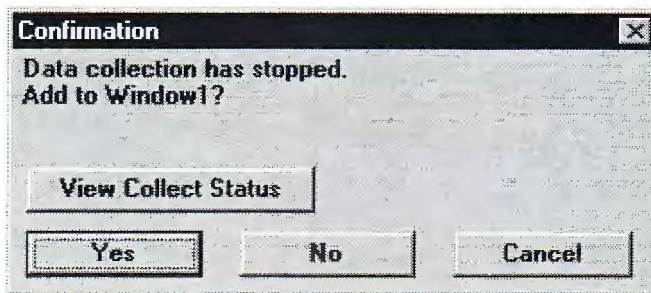 Confirmation
Data collection has stopped.
Add to Window1?
View Collect Status
Yes
No
Cancel